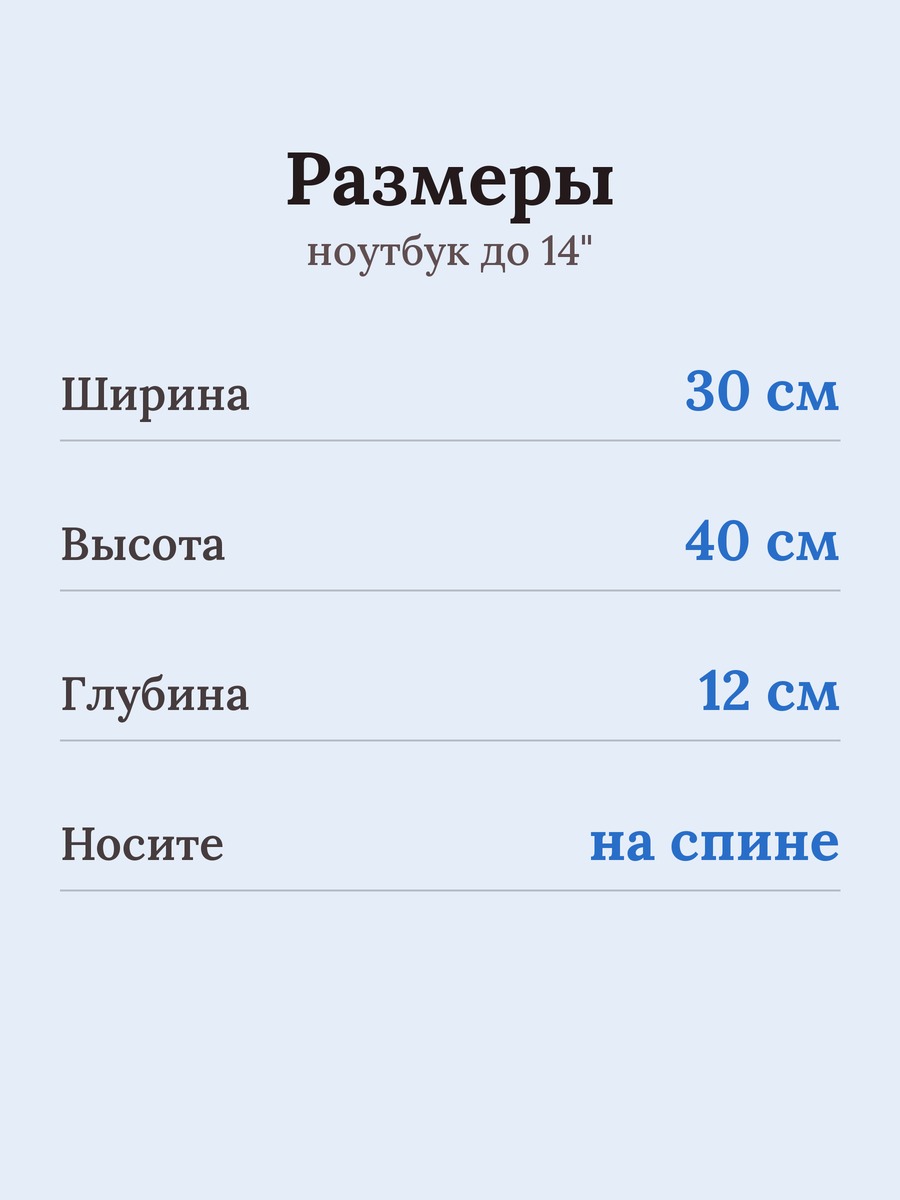 Размеры
ноутбук до 14"
Ширина 30 см
Высота 40 см
Глубина 12 см
Носите на спине